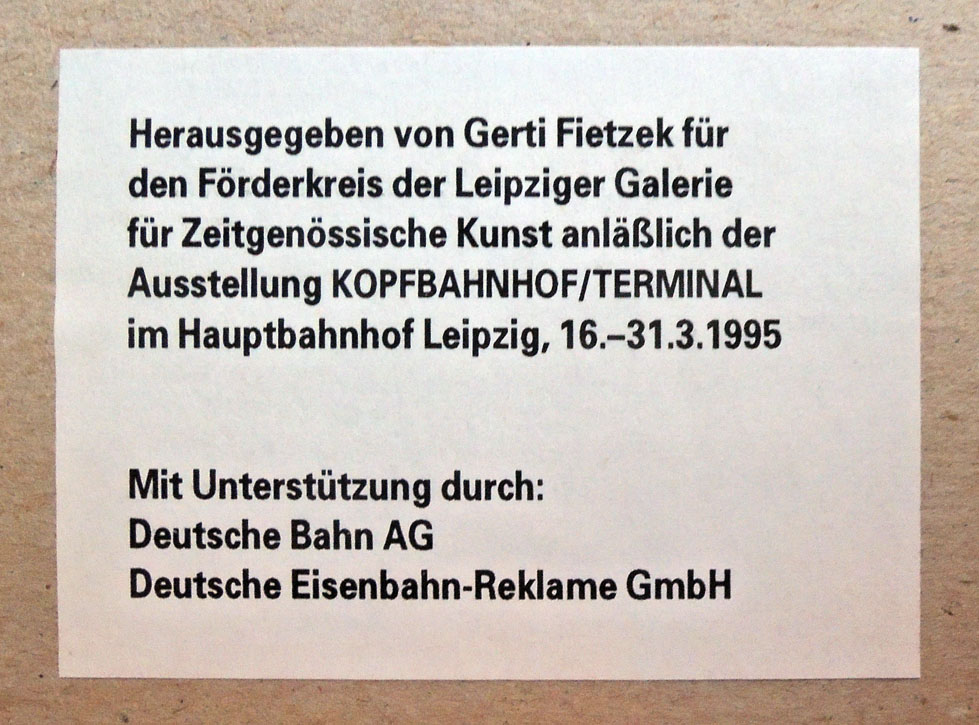 Herausgegeben von Gerti Fietzek für
den Förderkreis der Leipziger Galerie
für Zeitgenössische Kunst anläßlich der
Ausstellung KOPFBAHNHOF/TERMINAL
im Hauptbahnhof Leipzig, 16.–31.3.1995
Mit Unterstützung durch:
Deutsche Bahn AG
Deutsche Eisenbahn-Reklame GmbH